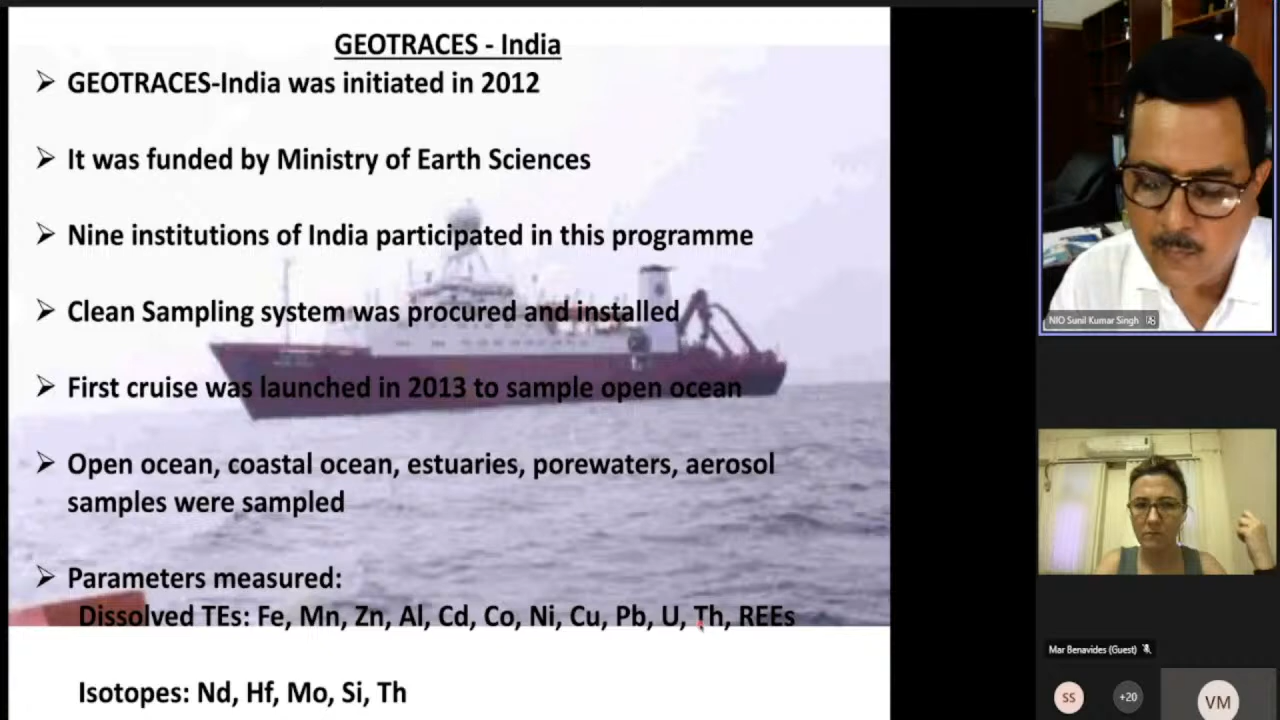 GEOTRACES - India
➢ GEOTRACES-India was initiated in 2012
➢ It was funded by Ministry of Earth Sciences
➢ Nine institutions of India participated in this programme
➢ Clean Sampling system was procured and installed
➢ First cruise was launched in 2013 to sample open ocean
➢ Open ocean, coastal ocean, estuaries, porewaters, aerosol
samples were sampled
➢ Parameters measured:
Dissolved TEs: Fe, Mn, Zn, Al, Cd, Co, Ni, Cu, Pb, U, Th, REEs
Isotopes: Nd, Hf, Mo, Si, Th
NIO Sunil Kumar Singh
Mar Benavides (Guest)
SS
+20
VM